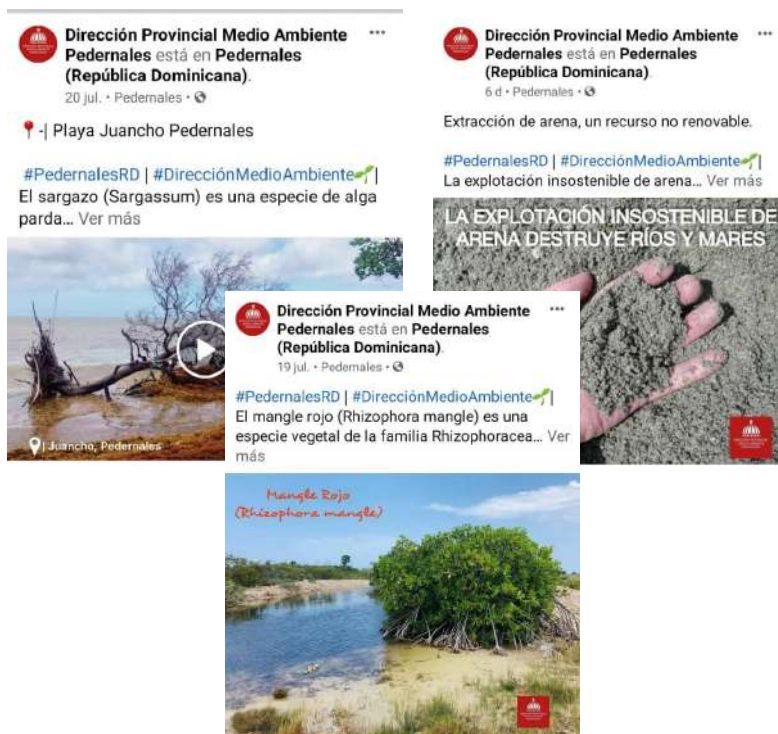 Dirección Provincial Medio Ambiente
Pedernales está en Pedernales
(República Dominicana).
20 jul. • Pedernales •
-| Playa Juancho Pedernales
#PedernalesRD | #DirecciónMedioAmbiente |
El sargazo (Sargassum) es una especie de alga
parda... Ver más
| Juancho, Pedernales
Dirección Provincial Medio Ambiente
Pedernales está en Pedernales
(República Dominicana).
6 d • Pedernales •
Extracción de arena, un recurso no renovable.
#PedernalesRD | #DirecciónMedioAmbiente |
La explotación insostenible de arena... Ver más
LA EXPLOTACIÓN INSOSTENIBLE DE
ARENA DESTRUYE RÍOS Y MARES
Dirección Provincial Medio Ambiente
Pedernales está en Pedernales
(República Dominicana).
19 jul. • Pedernales •
#PedernalesRD | #DirecciónMedioAmbiente |
El mangle rojo (Rhizophora mangle) es una
especie vegetal de la familia Rhizophoracea... Ver
más
Mangle Rojo
(Rhizophora mangle)